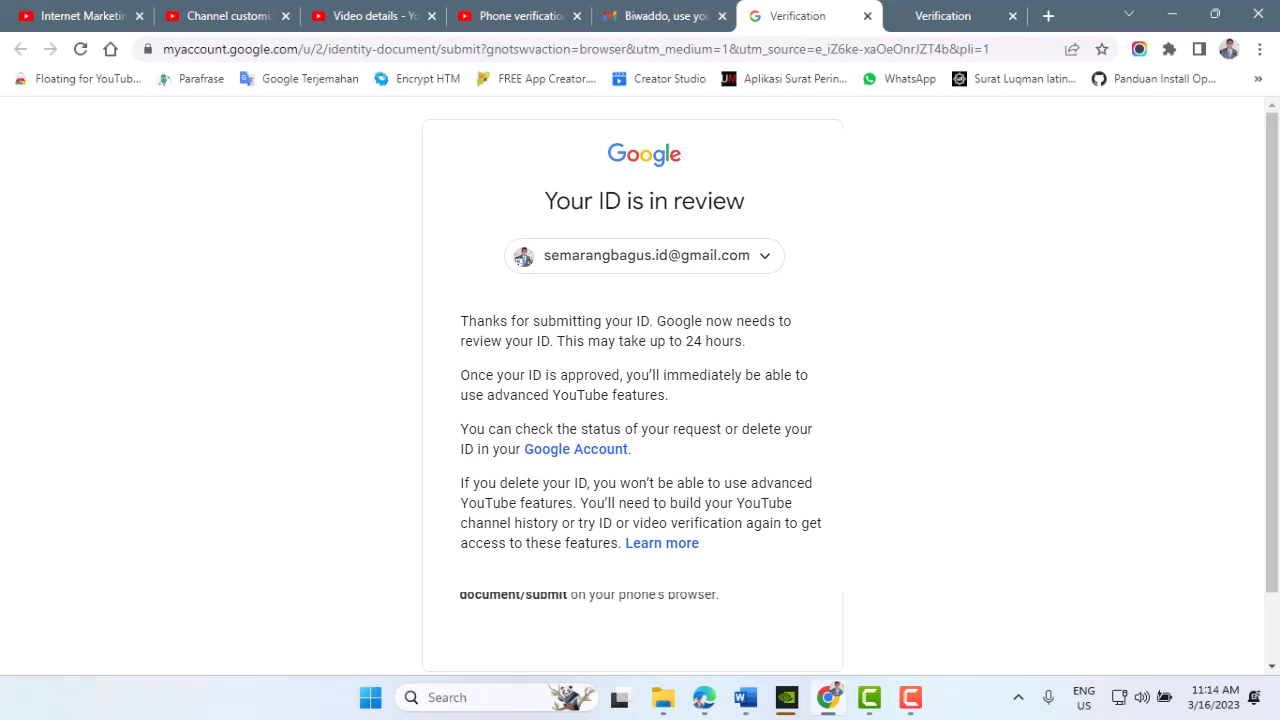 Internet Market
Channel customi
Video details - Yo
Phone verificatio
Biwaddo, use you
Verification
Verification
myaccount.google.com/u/2/identity-document/submit?gnotswvaction=browser&utm_medium=1&utm_source=e_iZ6ke-xaOeOnrJZT4b&pli=1
Floating for YouTub...
Parafrase
Google Terjemahan
Encrypt HTM
FREE App Creator....
Creator Studio
Aplikasi Surat Perin...
WhatsApp
Surat Luqman latin...
Panduan Install Op...
»
Google
Your ID is in review
semarangbagus.id@gmail.com
Thanks for submitting your ID. Google now needs to
review your ID. This may take up to 24 hours.
Once your ID is approved, you'll immediately be able to
use advanced YouTube features.
You can check the status of your request or delete your
ID in your Google Account.
If you delete your ID, you won't be able to use advanced
YouTube features. You'll need to build your YouTube
channel history or try ID or video verification again to get
access to these features. Learn more
document/submit on your phone's browser.
Search
ENG
US
11:14 AM
3/16/2023